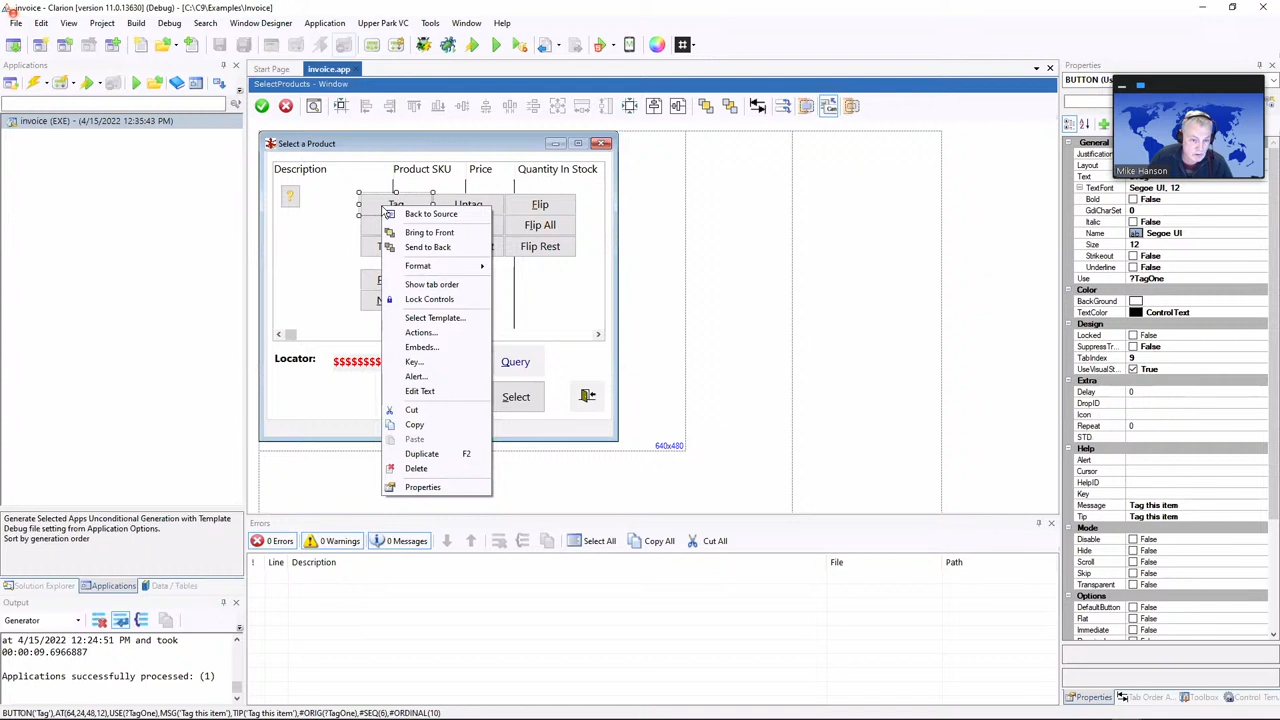 invoice - Clarion [version 11.0.13630] (Debug) - [C:\C9\Examples\Invoice]
File Edit View Project Build Debug Search Window Designer Application Upper Park VC Tools Window Help
Applications
invoice (EXE) - (4/15/2022 12:35:43 PM)
Generate Selected Apps Unconditional Generation with Template
Debug file setting from Application Options.
Sort by generation order
Solution Explorer Applications Data / Tables
Output
Generator
at 4/15/2022 12:24:51 PM and took
00:00:09.6966887
Applications successfully processed: (1)
Start Page invoice.app
SelectProducts - Window
Select a Product
Description Product SKU Price Quantity In Stock
Tag Untag Flip
Flip All
Flip Rest
Locator: $$$$$$$$
Query
Select
640x480
Back to Source
Bring to Front
Send to Back
Format
Show tab order
Lock Controls
Select Template...
Actions...
Embeds...
Key...
Alert...
Edit Text
Cut
Copy
Paste
Duplicate F2
Delete
Properties
Errors
0 Errors 0 Warnings 0 Messages Select All Copy All Cut All
! Line Description File Path
Properties
BUTTON (Us
Mike Hanson
General
Justification
Layout
Text
TextFont Segoe UI, 12
Bold False
GdiCharSet 0
Name ab Segoe UI
Size 12
Strikeout False
Underline False
Use ?TagOne
Color
BackGround
TextColor ControlText
Design
Locked False
SuppressTr False
TabIndex 9
UseVisualSt True
Extra
Delay 0
DropID
Icon
Repeat 0
STD
Help
Alert
Cursor
HelpID
Key
Message Tag this item
Tip Tag this item
Mode
Disable False
Hide False
Scroll False
Skip False
Transparent False
Options
DefaultButton False
Flat False
Immediate False
Required False
Properties Tab Order A... Toolbox Control Tem
BUTTON('Tag'),AT(64,24,48,12),USE(?TagOne),MSG('Tag this item'),TIP('Tag this item'),#ORIG(?TagOne),#SEQ(6),#ORDINAL(10)